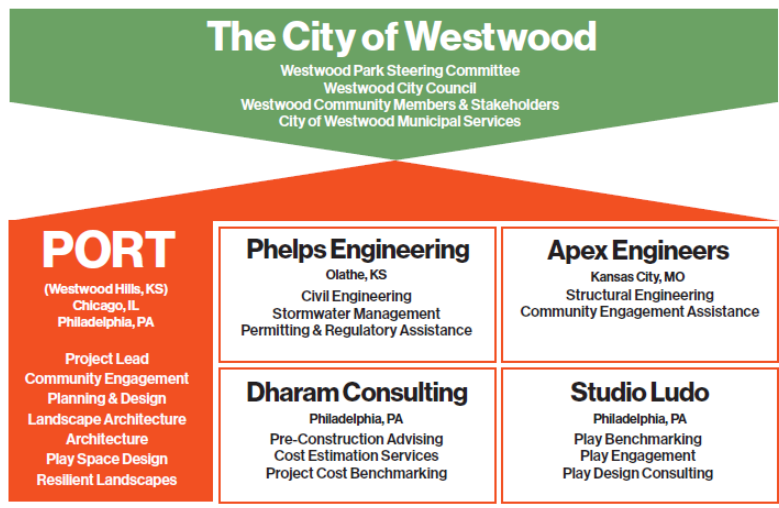 The City of Westwood
Westwood Park Steering Committee
Westwood City Council
Westwood Community Members & Stakeholders
City of Westwood Municipal Services
PORT
(Westwood Hills, KS)
Chicago, IL
Philadelphia, PA
Project Lead
Community Engagement
Planning & Design
Landscape Architecture
Architecture
Play Space Design
Resilient Landscapes
Phelps Engineering
Olathe, KS
Civil Engineering
Stormwater Management
Permitting & Regulatory Assistance
Apex Engineers
Kansas City, MO
Structural Engineering
Community Engagement Assistance
Dharam Consulting
Philadelphia, PA
Pre-Construction Advising
Cost Estimation Services
Project Cost Benchmarking
Studio Ludo
Philadelphia, PA
Play Benchmarking
Play Engagement
Play Design Consulting